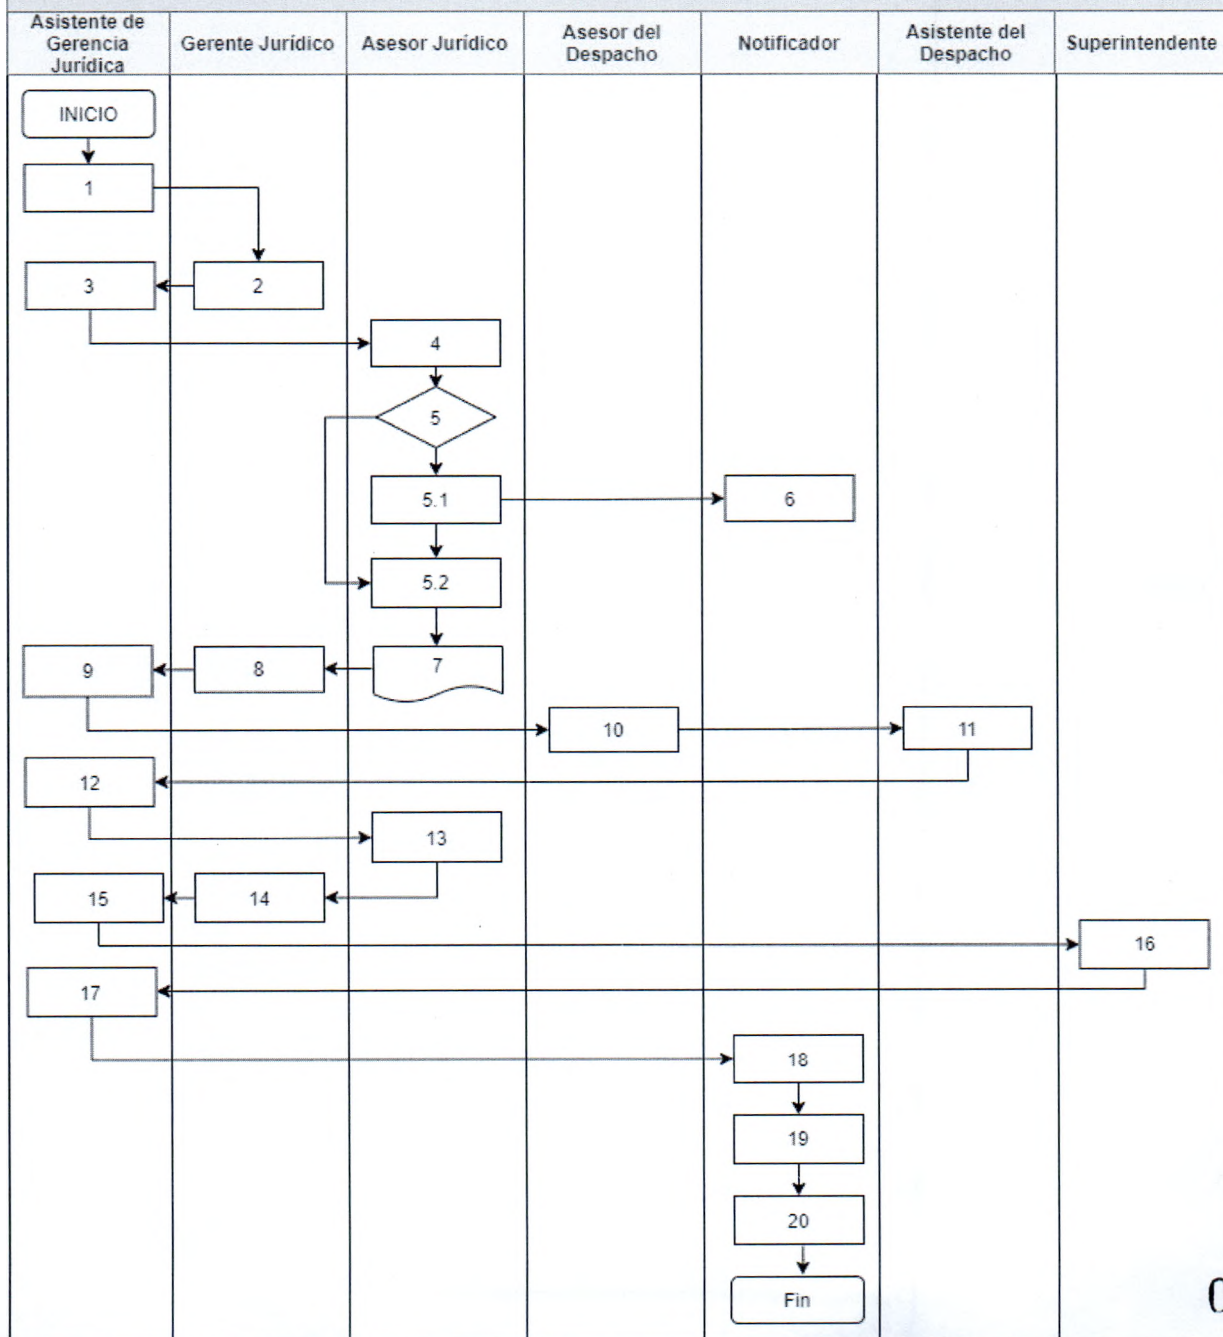 Asistente de
Gerencia
Jurídica
Gerente Jurídico
Asesor Jurídico
Asesor del
Despacho
Notificador
Asistente del
Despacho
Superintendente
INICIO
1
3
2
4
5
5.1
6
5.2
9
8
7
10
11
12
13
15
14
16
17
18
19
20
Fin